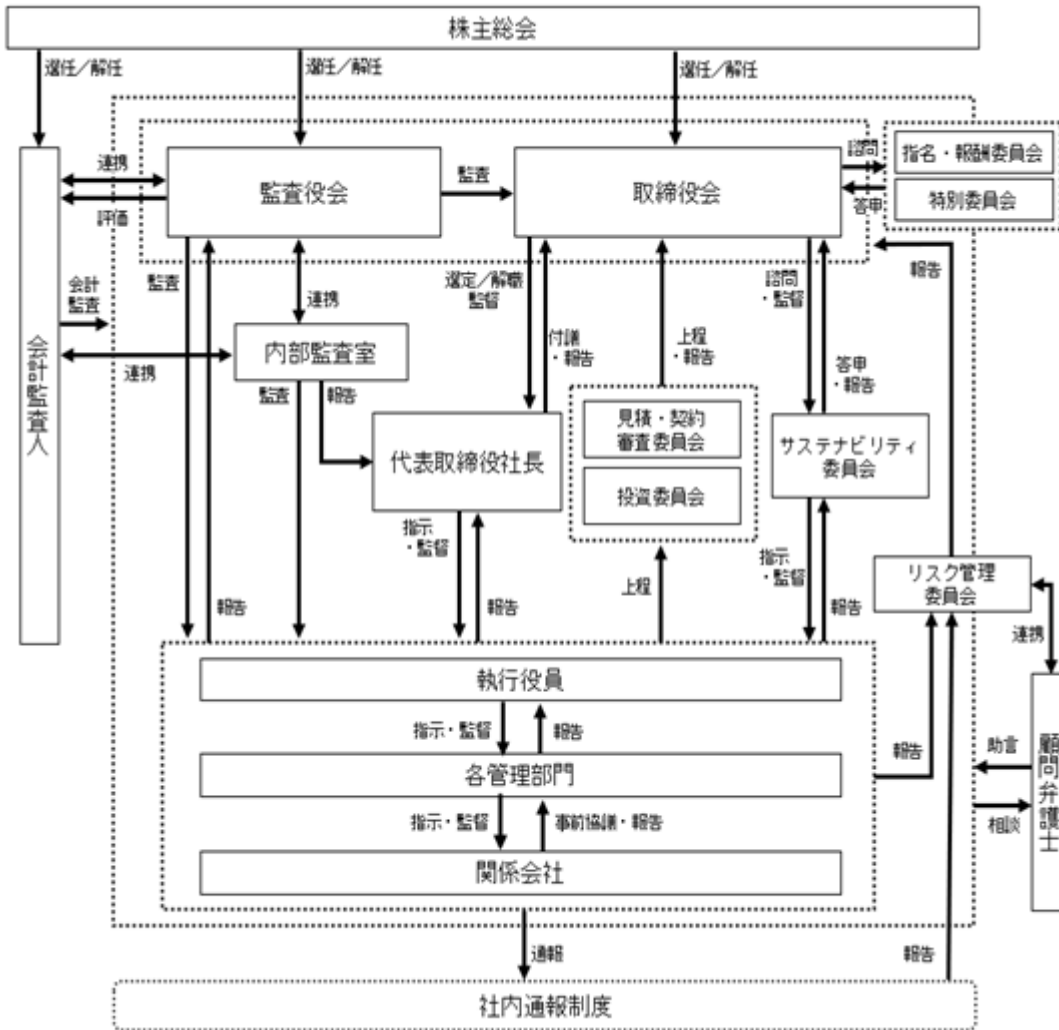 株主総会
選任／解任
選任／解任
選任／解任
連携
評価
監査役会
監査
取締役会
諮問
答申
指名・報酬委員会
特別委員会
会計
監査
会計監査人
監査
連携
連携
内部監査室
監査
報告
選定／解職
監督
付議
・報告
上程
・報告
諮問
・監督
答申
・報告
報告
代表取締役社長
見積・契約
審査委員会
投資委員会
サステナビリティ
委員会
報告
指示
・監督
報告
上程
指示
・監督
報告
リスク管理
委員会
連携
執行役員
指示・監督
報告
各管理部門
指示・監督
事前協議・報告
関係会社
報告
助言
相談
顧問弁護士
通報
報告
社内通報制度